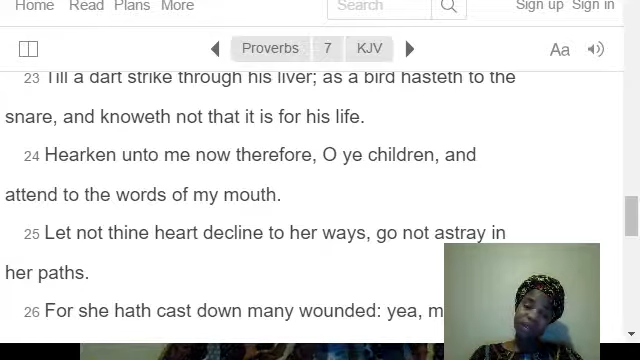 Home Read Plans More Search Sign up Sign in
Proverbs 7 KJV Aa
23 Till a dart strike through his liver; as a bird hasteth to the
snare, and knoweth not that it is for his life.
24 Hearken unto me now therefore, O ye children, and
attend to the words of my mouth.
25 Let not thine heart decline to her ways, go not astray in
her paths.
26 For she hath cast down many wounded: yea, m